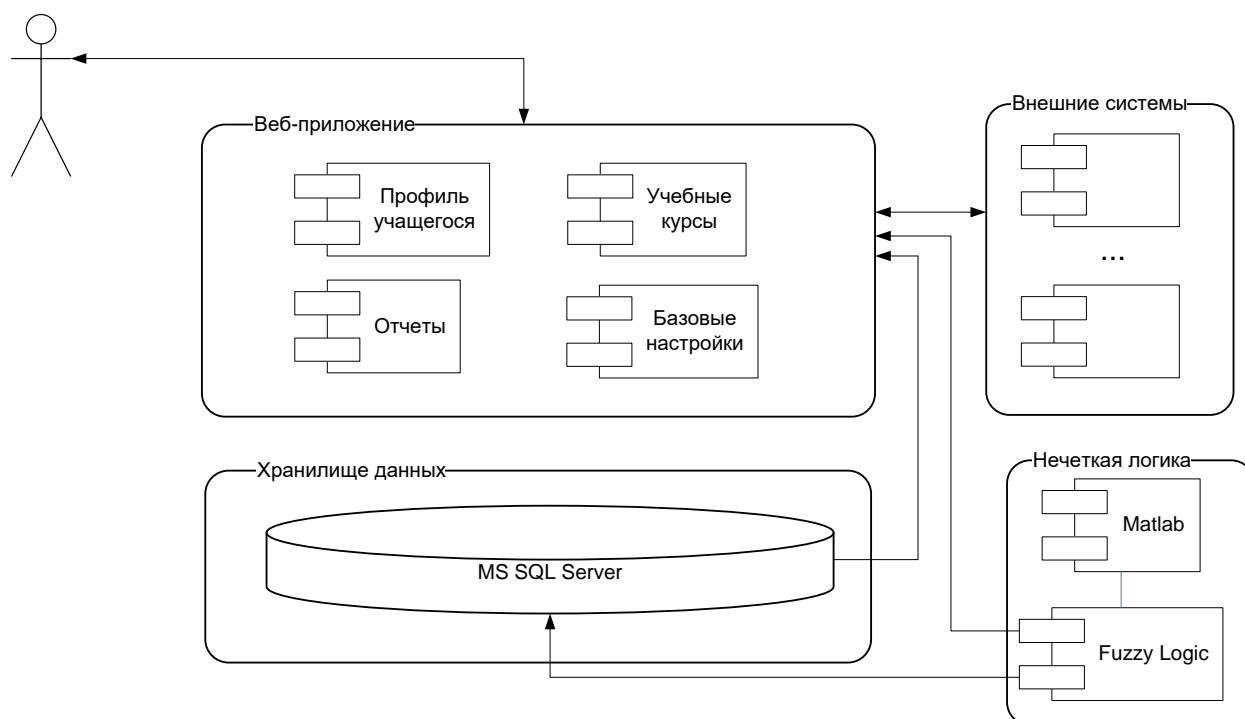 Веб-приложение
Внешние системы
Профиль
учащегося
Учебные
курсы
...
Отчеты
Базовые
настройки
Хранилище данных
Нечеткая логика
Matlab
MS SQL Server
Fuzzy Logic